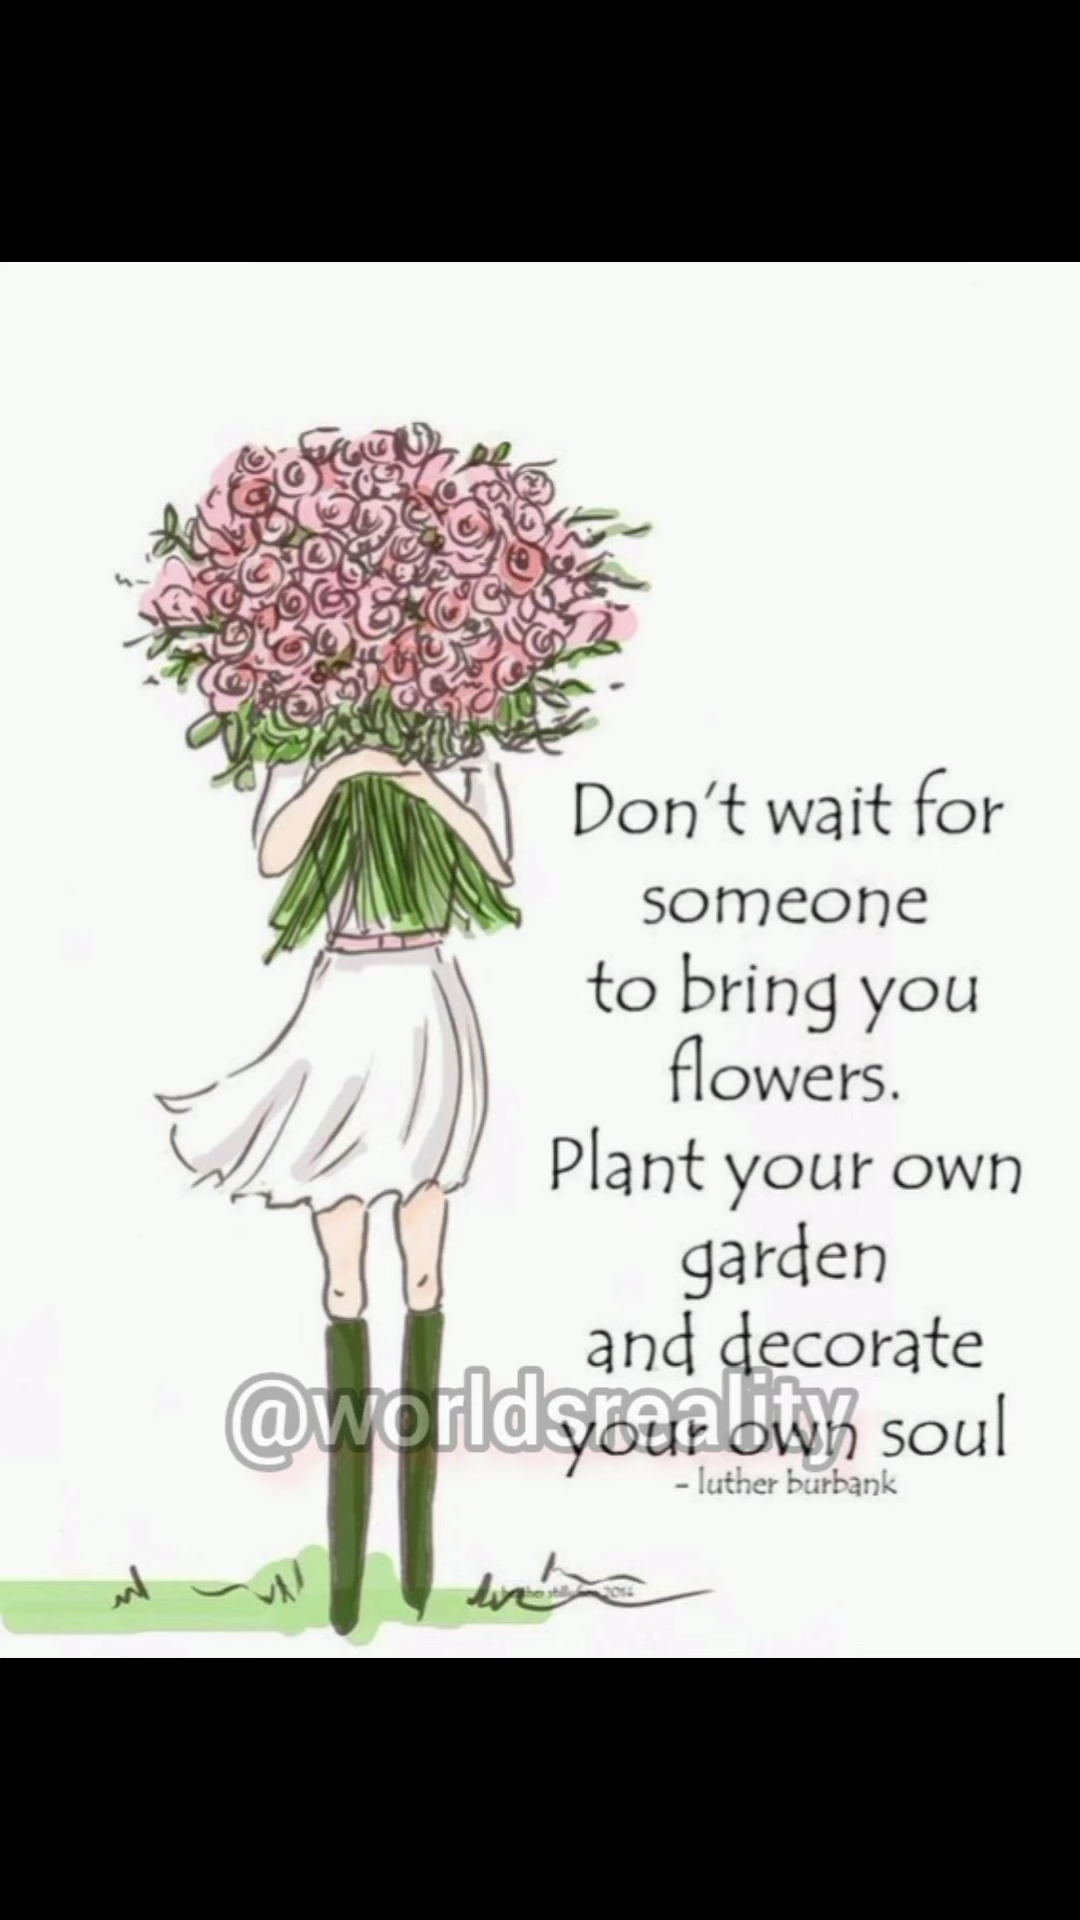 Don't wait for
someone
to bring you
flowers.
Plant your own
garden
and decorate
your own soul
@worldsreality
- luther burbank
2014